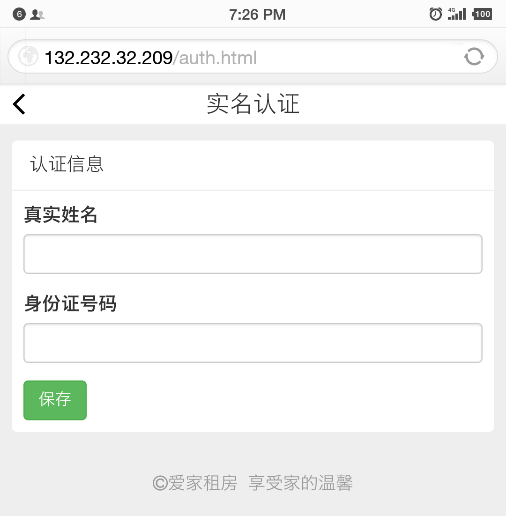 6 7:26 PM 4G 100
132.232.32.209/auth.html
实名认证
认证信息
真实姓名
身份证号码
保存
©爱家租房 享受家的温馨